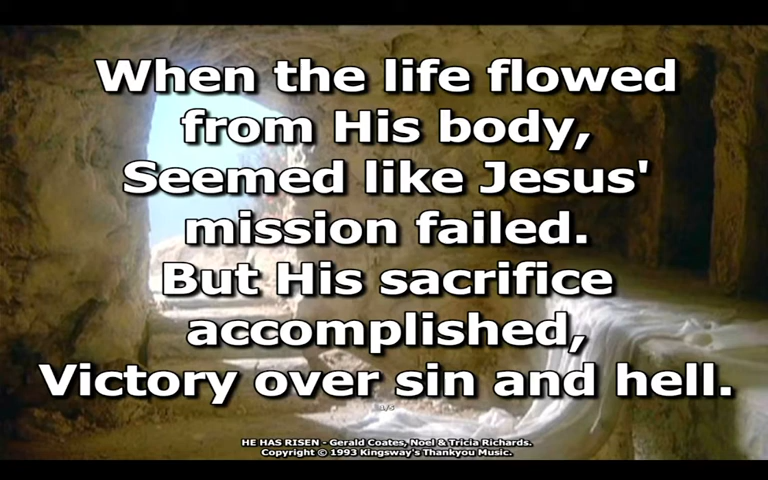 When the life flowed
from His body,
Seemed like Jesus'
mission failed.
But His sacrifice
accomplished,
Victory over sin and hell.
HE HAS RISEN - Gerald Coates, Noel & Tricia Richards.
Copyright © 1993 Kingsway's Thankyou Music.